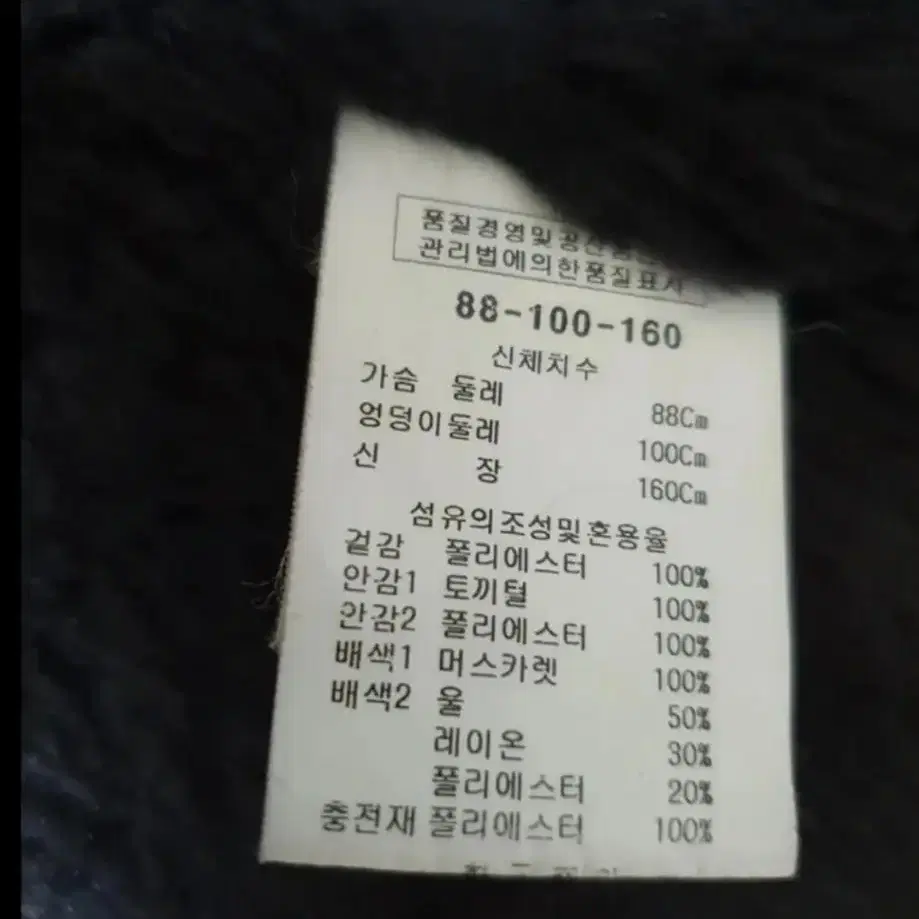 품질경영및공산품
관리법에의한품질표시
88-100-160
신체치수
가슴 둘레 88Cm
엉덩이둘레 100Cm
신 장 160Cm
섬유의조성및혼용율
겉감 폴리에스터 100%
안감1 토끼털 100%
안감2 폴리에스터 100%
배색1 머스카렛 100%
배색2 울 50%
레이온 30%
폴리에스터 20%
충전재 폴리에스터 100%